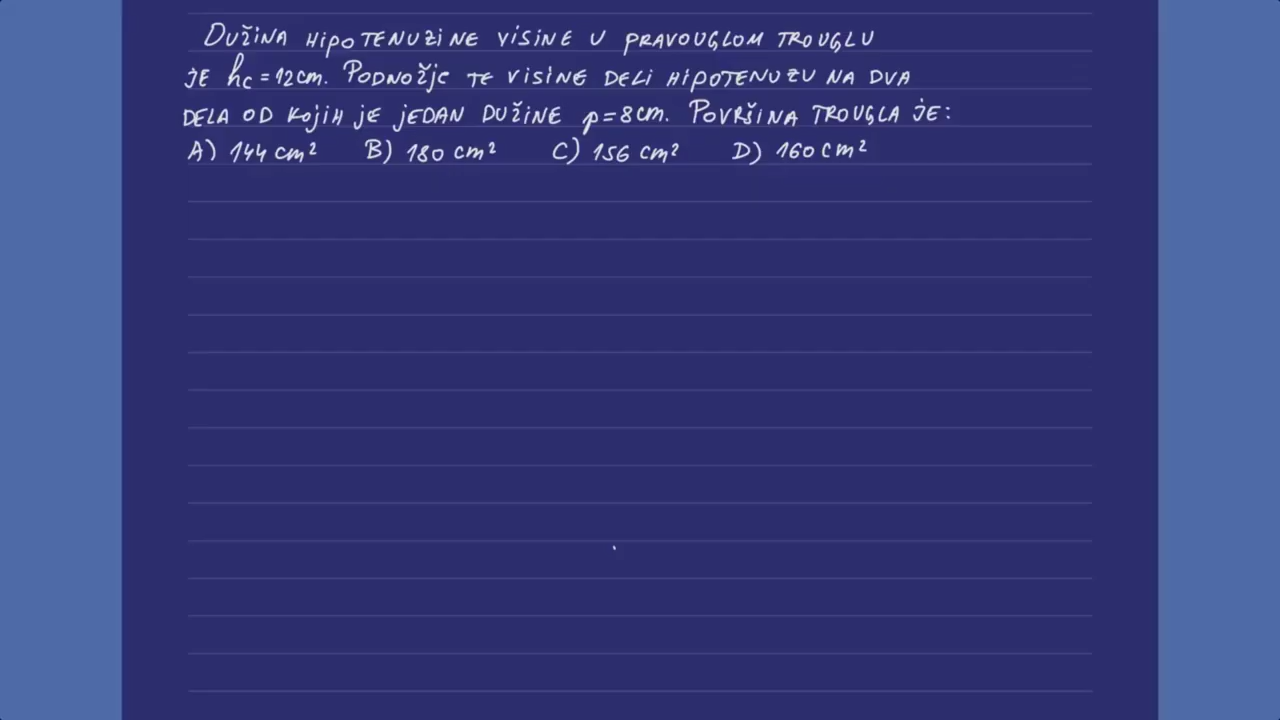 Dužina hipotenuzine visine u pravouglom trouglu
je hc = 12cm. Podnožje te visine deli hipotenuzu na dva
dela od kojih je jedan dužine p = 8cm. Površina trougla je:
A) 144 cm² B) 180 cm² C) 156 cm² D) 160 cm²